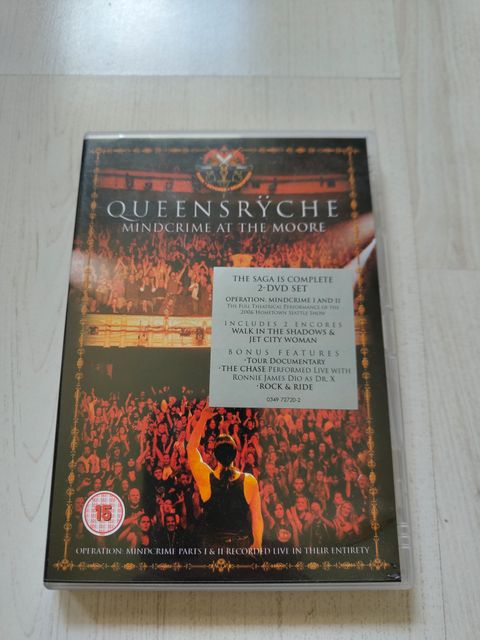 QUEENSRŸCHE
MINDCRIME AT THE MOORE
THE SAGA IS COMPLETE
2-DVD SET
OPERATION: MINDCRIME I AND II
THE FULL THEATRICAL PERFORMANCE OF THE
2006 HOMETOWN SEATTLE SHOW
INCLUDES 2 ENCORES
WALK IN THE SHADOWS &
JET CITY WOMAN
BONUS FEATURES
•TOUR DOCUMENTARY
•THE CHASE PERFORMED LIVE WITH
RONNIE JAMES DIO AS DR. X
•ROCK & RIDE
0349 72720-2
15
OPERATION: MINDCRIME PARTS I & II RECORDED LIVE IN THEIR ENTIRETY